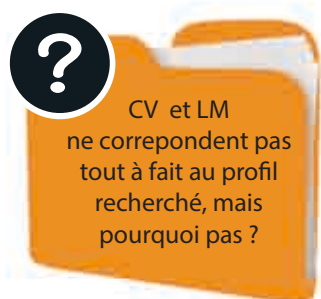 ?
CV et LM
ne correpondent pas
tout à fait au profil
recherché, mais
pourquoi pas ?